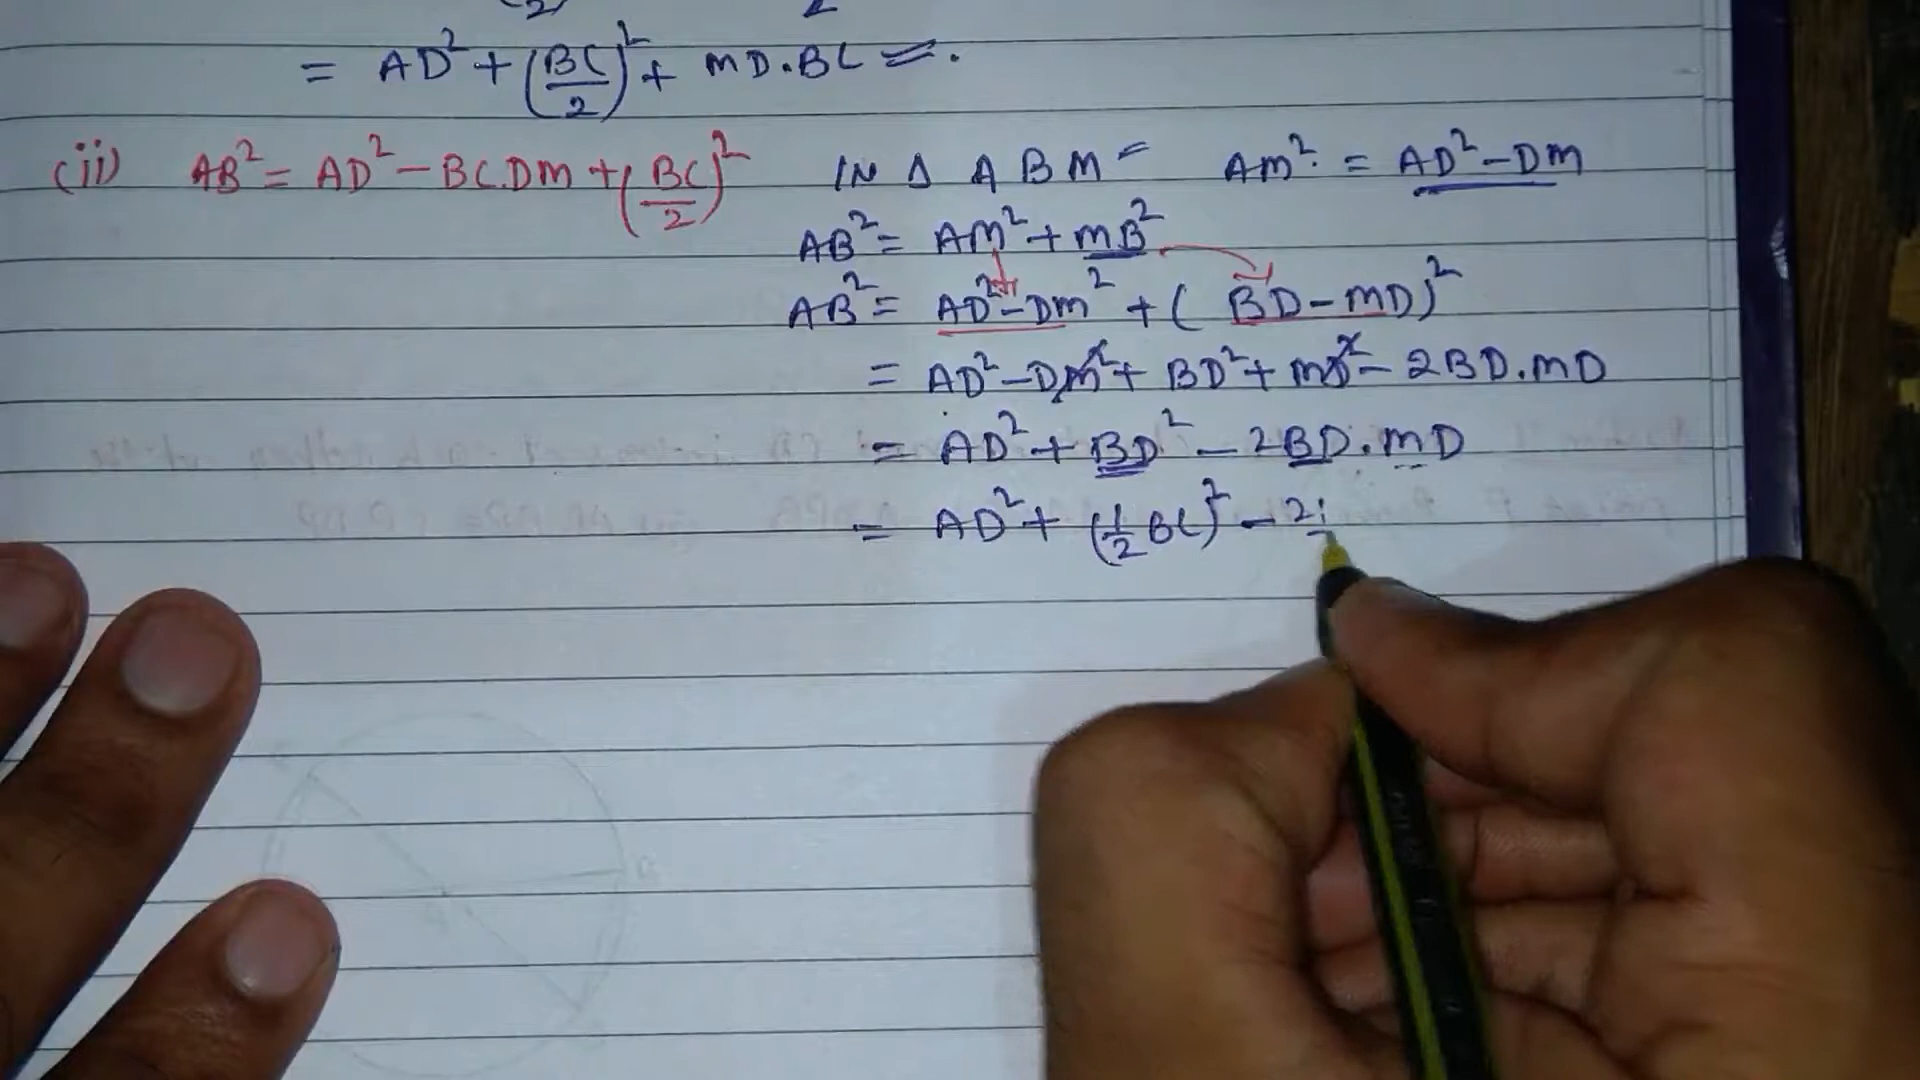 = AD² + (BC/2)² + MD.BC =.
(ii) AB² = AD² - BC.DM + (BC/2)² IN Δ ABM = AM² = AD² - DM
AB² = AM² + MB²
AB² = AD² - DM² + (BD - MD)²
= AD² - DM² + BD² + MD² - 2BD.MD
= AD² + BD² - 2BD.MD
= AD² + (1/2 BC)² - 2